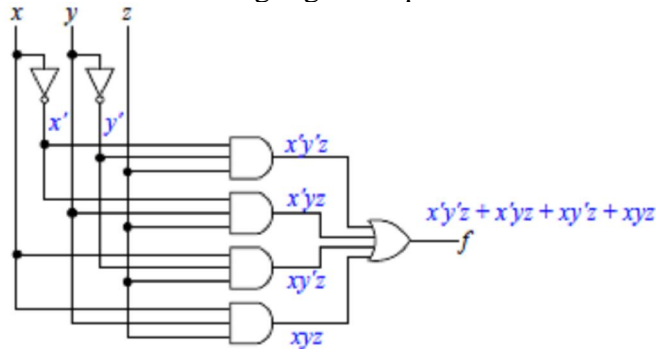 x y z
x' y'
x'y'z
x'yz
x'y'z + x'yz + xy'z + xyz
f
xy'z
xyz